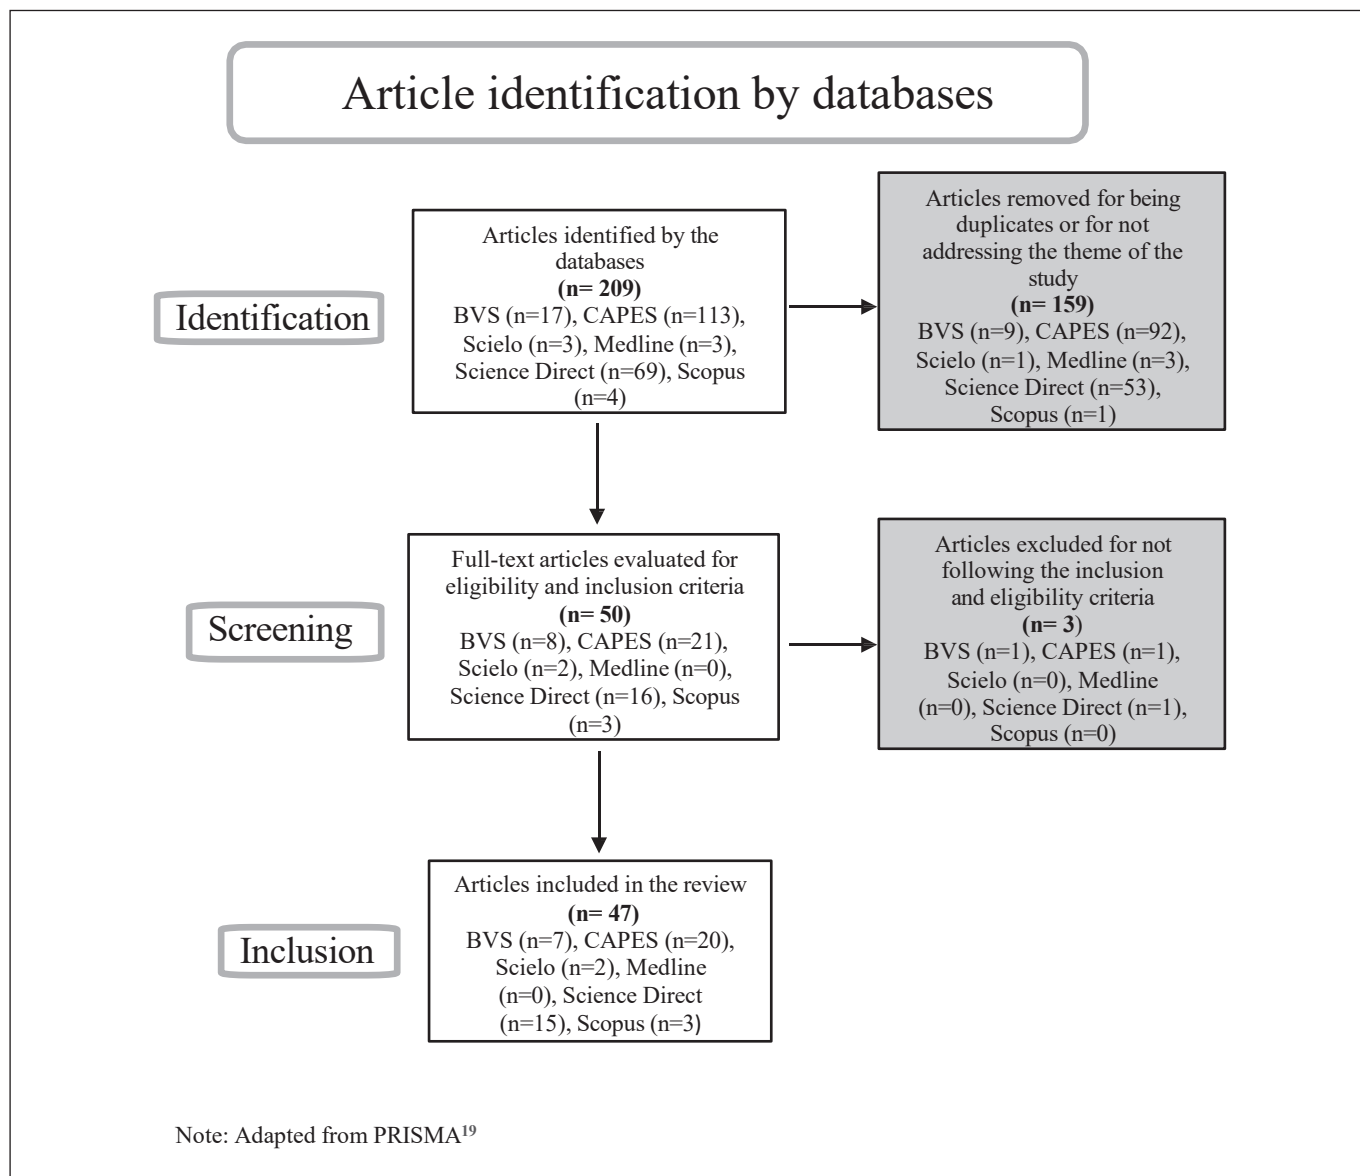 Article identification by databases
Identification
Articles identified by the
databases
(n= 209)
BVS (n=17), CAPES (n=113),
Scielo (n=3), Medline (n=3),
Science Direct (n=69), Scopus
(n=4)
Articles removed for being
duplicates or for not
addressing the theme of the
study
(n= 159)
BVS (n=9), CAPES (n=92),
Scielo (n=1), Medline (n=3),
Science Direct (n=53),
Scopus (n=1)
Screening
Full-text articles evaluated for
eligibility and inclusion criteria
(n= 50)
BVS (n=8), CAPES (n=21),
Scielo (n=2), Medline (n=0),
Science Direct (n=16), Scopus
(n=3)
Articles excluded for not
following the inclusion
and eligibility criteria
(n= 3)
BVS (n=1), CAPES (n=1),
Scielo (n=0), Medline
(n=0), Science Direct (n=1),
Scopus (n=0)
Inclusion
Articles included in the review
(n= 47)
BVS (n=7), CAPES (n=20),
Scielo (n=2), Medline
(n=0), Science Direct
(n=15), Scopus (n=3)
Note: Adapted from PRISMA¹⁹